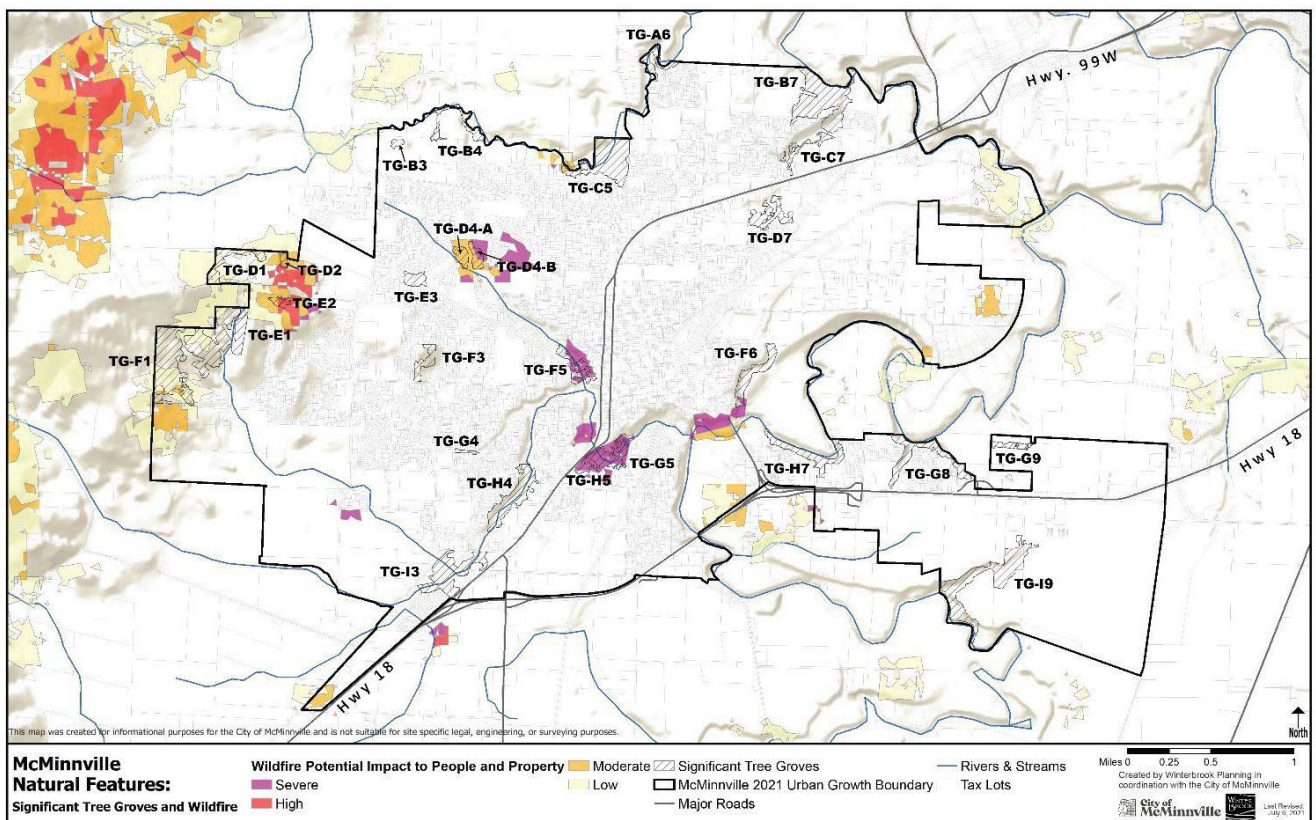 TG-A6
TG-B7
Hwy. 99W
TG-B4
TG-B3
TG-C7
TG-C5
TG-D7
TG-D4-A
TG-D4-B
TG-D1
TG-D2
TG-E3
TG-E2
TG-E1
TG-F6
TG-F1
TG-F3
TG-F5
TG-G4
TG-G5
TG-H7
TG-G8
TG-G9
Hwy 18
TG-H4
TG-H5
TG-I3
TG-I9
Hwy 18
North
This map was created for informational purposes for the City of McMinnville and is not suitable for site specific legal, engineering, or surveying purposes.
McMinnville
Natural Features:
Significant Tree Groves and Wildfire
Wildfire Potential Impact to People and Property
Severe
High
Moderate
Low
Significant Tree Groves
McMinnville 2021 Urban Growth Boundary
Major Roads
Rivers & Streams
Tax Lots
Miles 0 0.25 0.5 1
Created by Winterbrook Planning in
coordination with the City of McMinnville
City of
McMinnville
WINTER
BROOK
Last Revised:
July 6, 2021